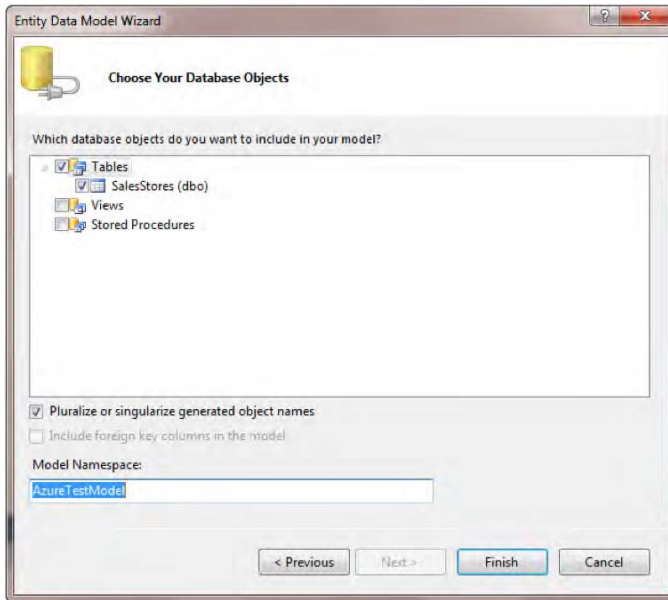 Entity Data Model Wizard
Choose Your Database Objects
Which database objects do you want to include in your model?
Tables
SalesStores (dbo)
Views
Stored Procedures
Pluralize or singularize generated object names
Include foreign key columns in the model
Model Namespace:
AzureTestModel
< Previous Next > Finish Cancel